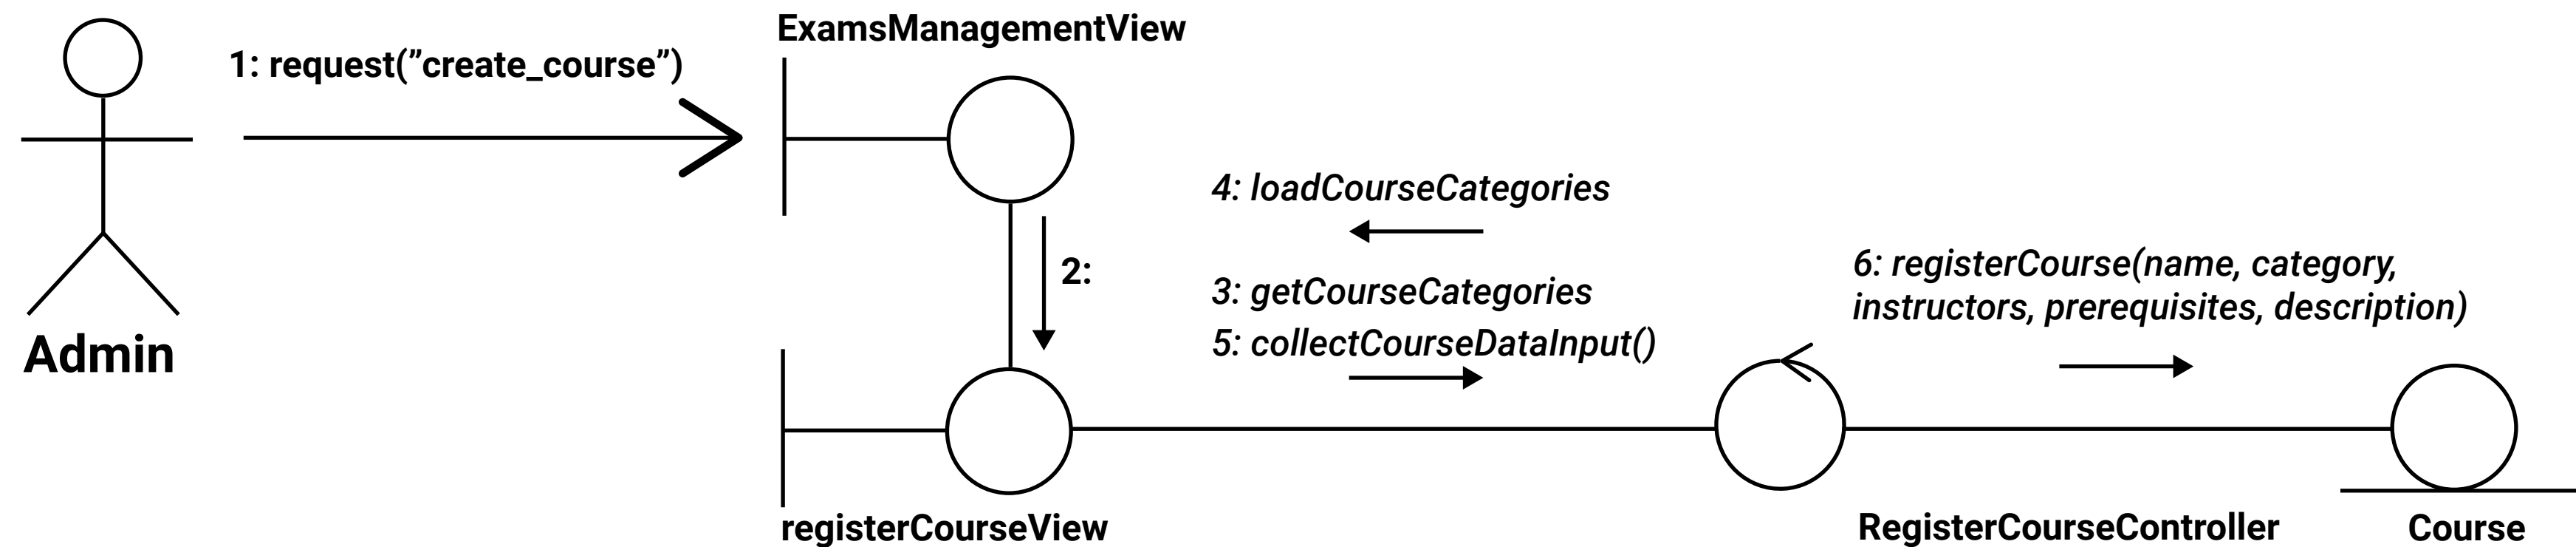 ExamsManagementView
1: request(”create_course”)
Admin
2:
4: loadCourseCategories
3: getCourseCategories
5: collectCourseDataInput()
6: registerCourse(name, category,
instructors, prerequisites, description)
registerCourseView
RegisterCourseController
Course